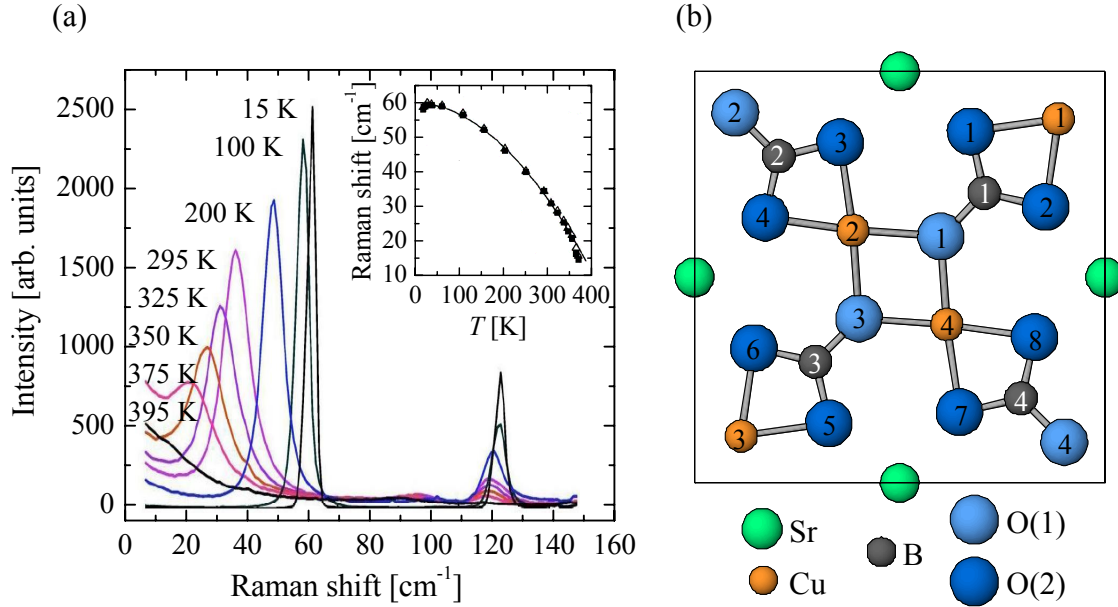 (a)
(b)
Intensity [arb. units]
2500
2000
1500
1000
500
0
0 20 40 60 80 100 120 140 160
Raman shift [cm⁻¹]
15 K
100 K
200 K
295 K
325 K
350 K
375 K
395 K
Raman shift [cm⁻¹]
60
50
40
30
20
10
0 100 200 300 400
T [K]
2 3 1 1
2 1
4 2
2 1
3 4
6 3 8
7 4
3 5 4
Sr
Cu
B
O(1)
O(2)